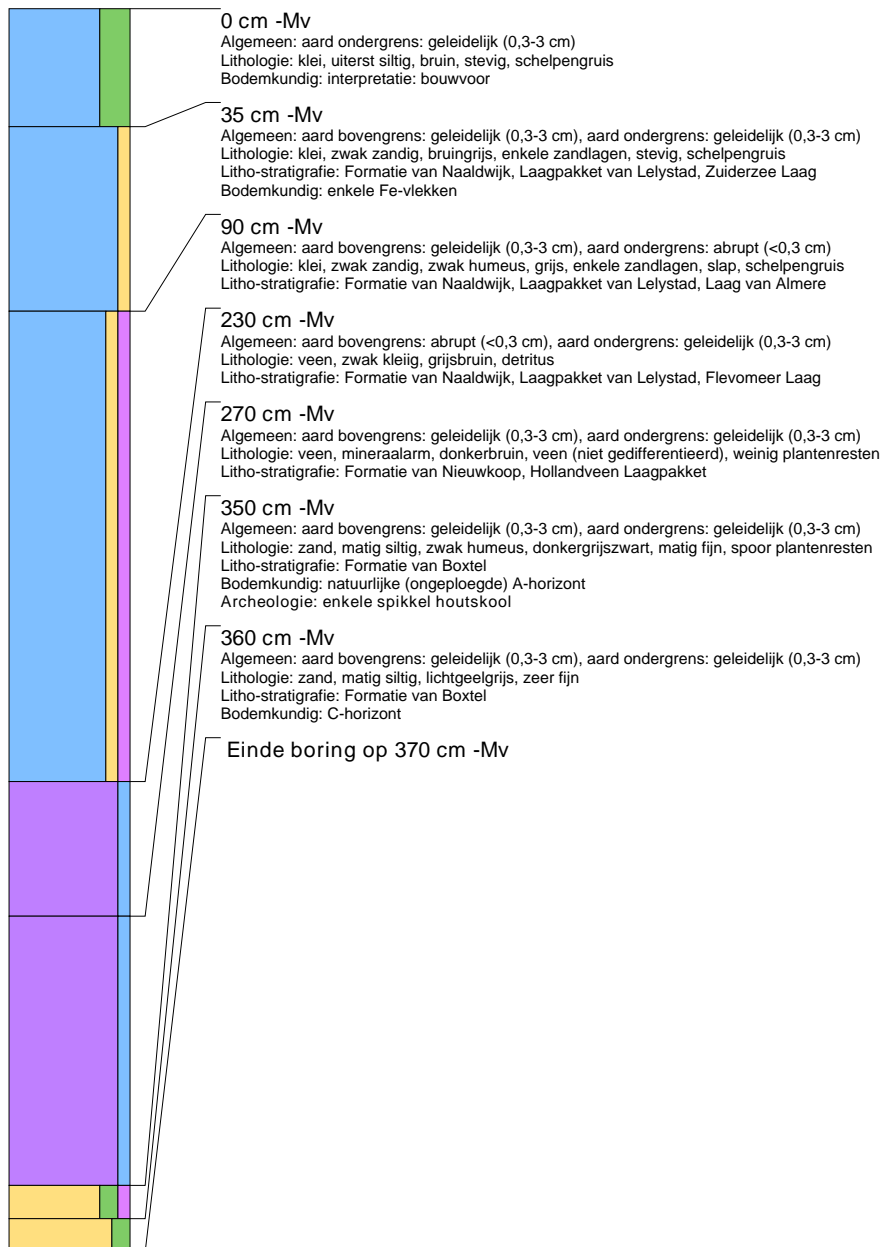 0 cm -Mv
Algemeen: aard ondergrens: geleidelijk (0,3-3 cm)
Lithologie: klei, uiterst siltig, bruin, stevig, schelpengruis
Bodemkundig: interpretatie: bouwvoor
35 cm -Mv
Algemeen: aard bovengrens: geleidelijk (0,3-3 cm), aard ondergrens: geleidelijk (0,3-3 cm)
Lithologie: klei, zwak zandig, bruingrijs, enkele zandlagen, stevig, schelpengruis
Litho-stratigrafie: Formatie van Naaldwijk, Laagpakket van Lelystad, Zuiderzee Laag
Bodemkundig: enkele Fe-vlekken
90 cm -Mv
Algemeen: aard bovengrens: geleidelijk (0,3-3 cm), aard ondergrens: abrupt (<0,3 cm)
Lithologie: klei, zwak zandig, zwak humeus, grijs, enkele zandlagen, slap, schelpengruis
Litho-stratigrafie: Formatie van Naaldwijk, Laagpakket van Lelystad, Laag van Almere
230 cm -Mv
Algemeen: aard bovengrens: abrupt (<0,3 cm), aard ondergrens: geleidelijk (0,3-3 cm)
Lithologie: veen, zwak kleiig, grijsbruin, detritus
Litho-stratigrafie: Formatie van Naaldwijk, Laagpakket van Lelystad, Flevomeer Laag
270 cm -Mv
Algemeen: aard bovengrens: geleidelijk (0,3-3 cm), aard ondergrens: geleidelijk (0,3-3 cm)
Lithologie: veen, mineraalarm, donkerbruin, veen (niet gedifferentieerd), weinig plantenresten
Litho-stratigrafie: Formatie van Nieuwkoop, Hollandveen Laagpakket
350 cm -Mv
Algemeen: aard bovengrens: geleidelijk (0,3-3 cm), aard ondergrens: geleidelijk (0,3-3 cm)
Lithologie: zand, matig siltig, zwak humeus, donkergrijszwart, matig fijn, spoor plantenresten
Litho-stratigrafie: Formatie van Boxtel
Bodemkundig: natuurlijke (ongeploegde) A-horizont
Archeologie: enkele spikkel houtskool
360 cm -Mv
Algemeen: aard bovengrens: geleidelijk (0,3-3 cm), aard ondergrens: geleidelijk (0,3-3 cm)
Lithologie: zand, matig siltig, lichtgeelgrijs, zeer fijn
Litho-stratigrafie: Formatie van Boxtel
Bodemkundig: C-horizont
Einde boring op 370 cm -Mv